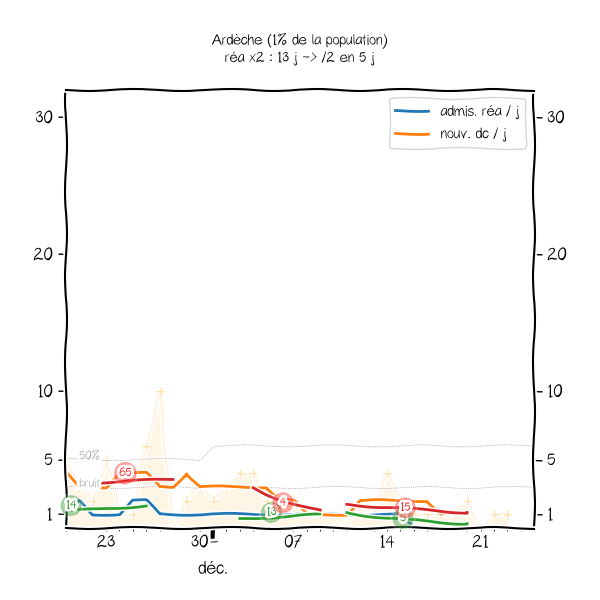 Ardèche (1% de la population)
réa x2 : 13 j -> /2 en 5 j
admis. réa / j
nouv. dc / j
30 30
20 20
10 10
5 5
1 1
50%
bruit
65
14
4
13
15
5
23 30 07 14 21
déc.